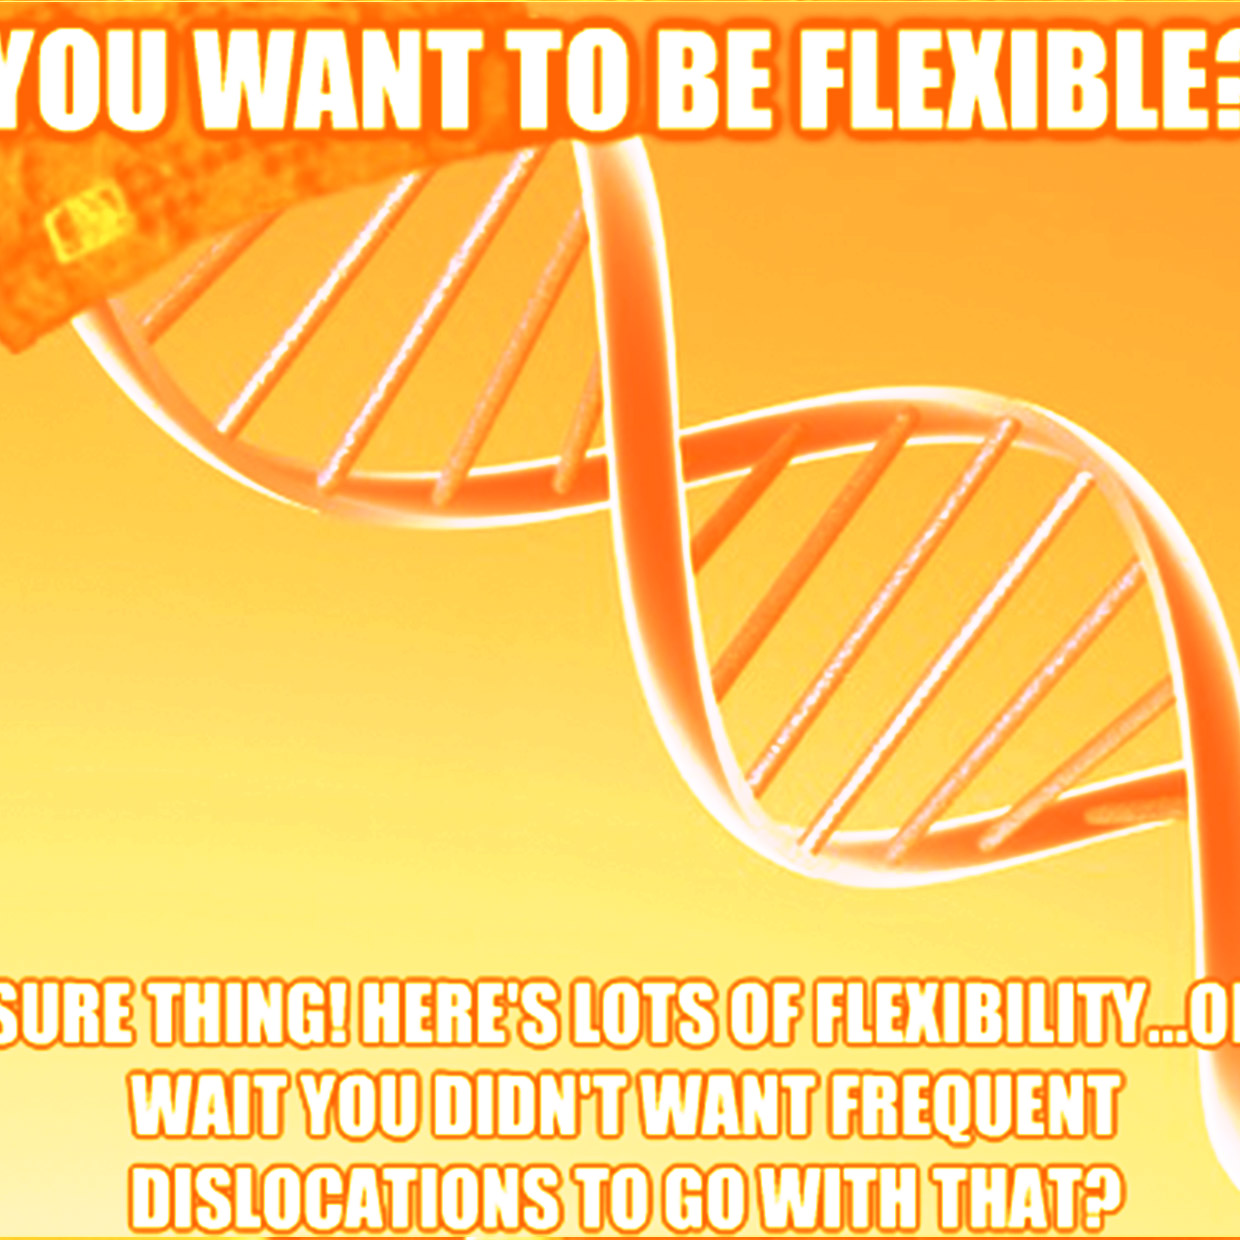 YOU WANT TO BE FLEXIBLE?
SURE THING! HERE'S LOTS OF FLEXIBILITY...
WAIT YOU DIDN'T WANT FREQUENT
DISLOCATIONS TO GO WITH THAT?